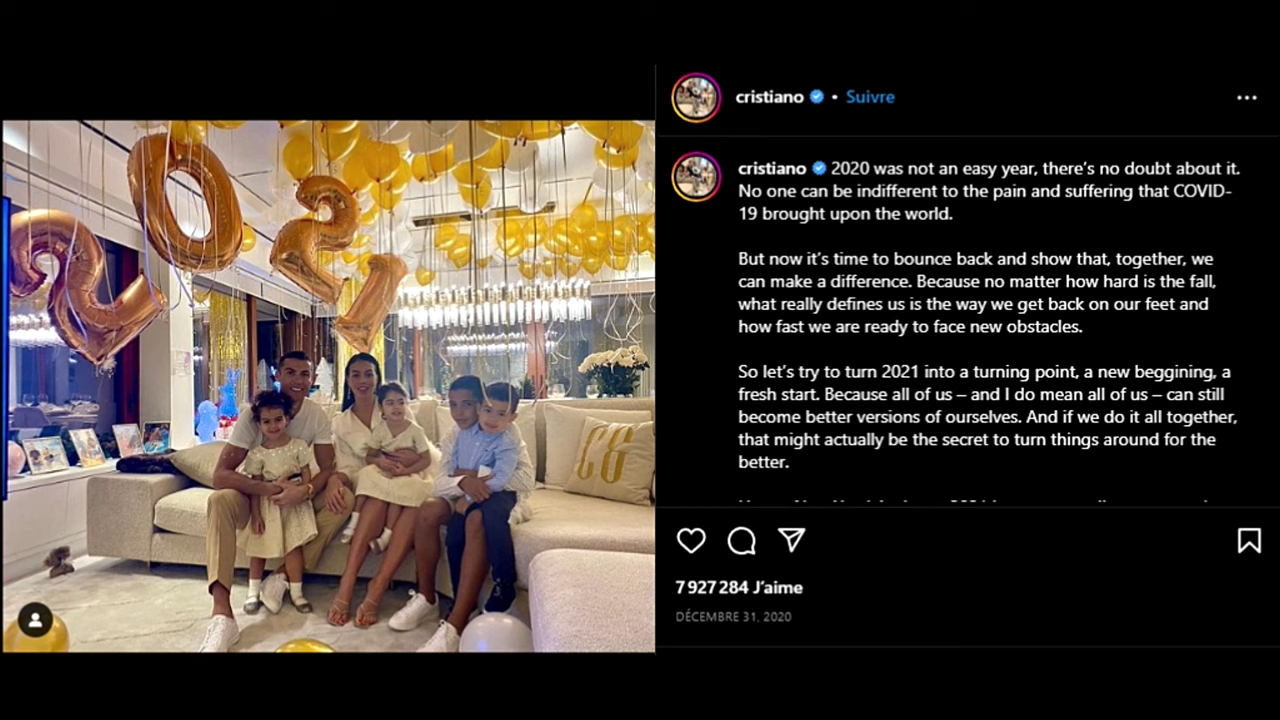 2021
CG
cristiano • Suivre
cristiano 2020 was not an easy year, there's no doubt about it.
No one can be indifferent to the pain and suffering that COVID-
19 brought upon the world.
But now it's time to bounce back and show that, together, we
can make a difference. Because no matter how hard is the fall,
what really defines us is the way we get back on our feet and
how fast we are ready to face new obstacles.
So let's try to turn 2021 into a turning point, a new beggining, a
fresh start. Because all of us – and I do mean all of us – can still
become better versions of ourselves. And if we do it all together,
that might actually be the secret to turn things around for the
better.
7 927 284 J'aime
DÉCEMBRE 31, 2020